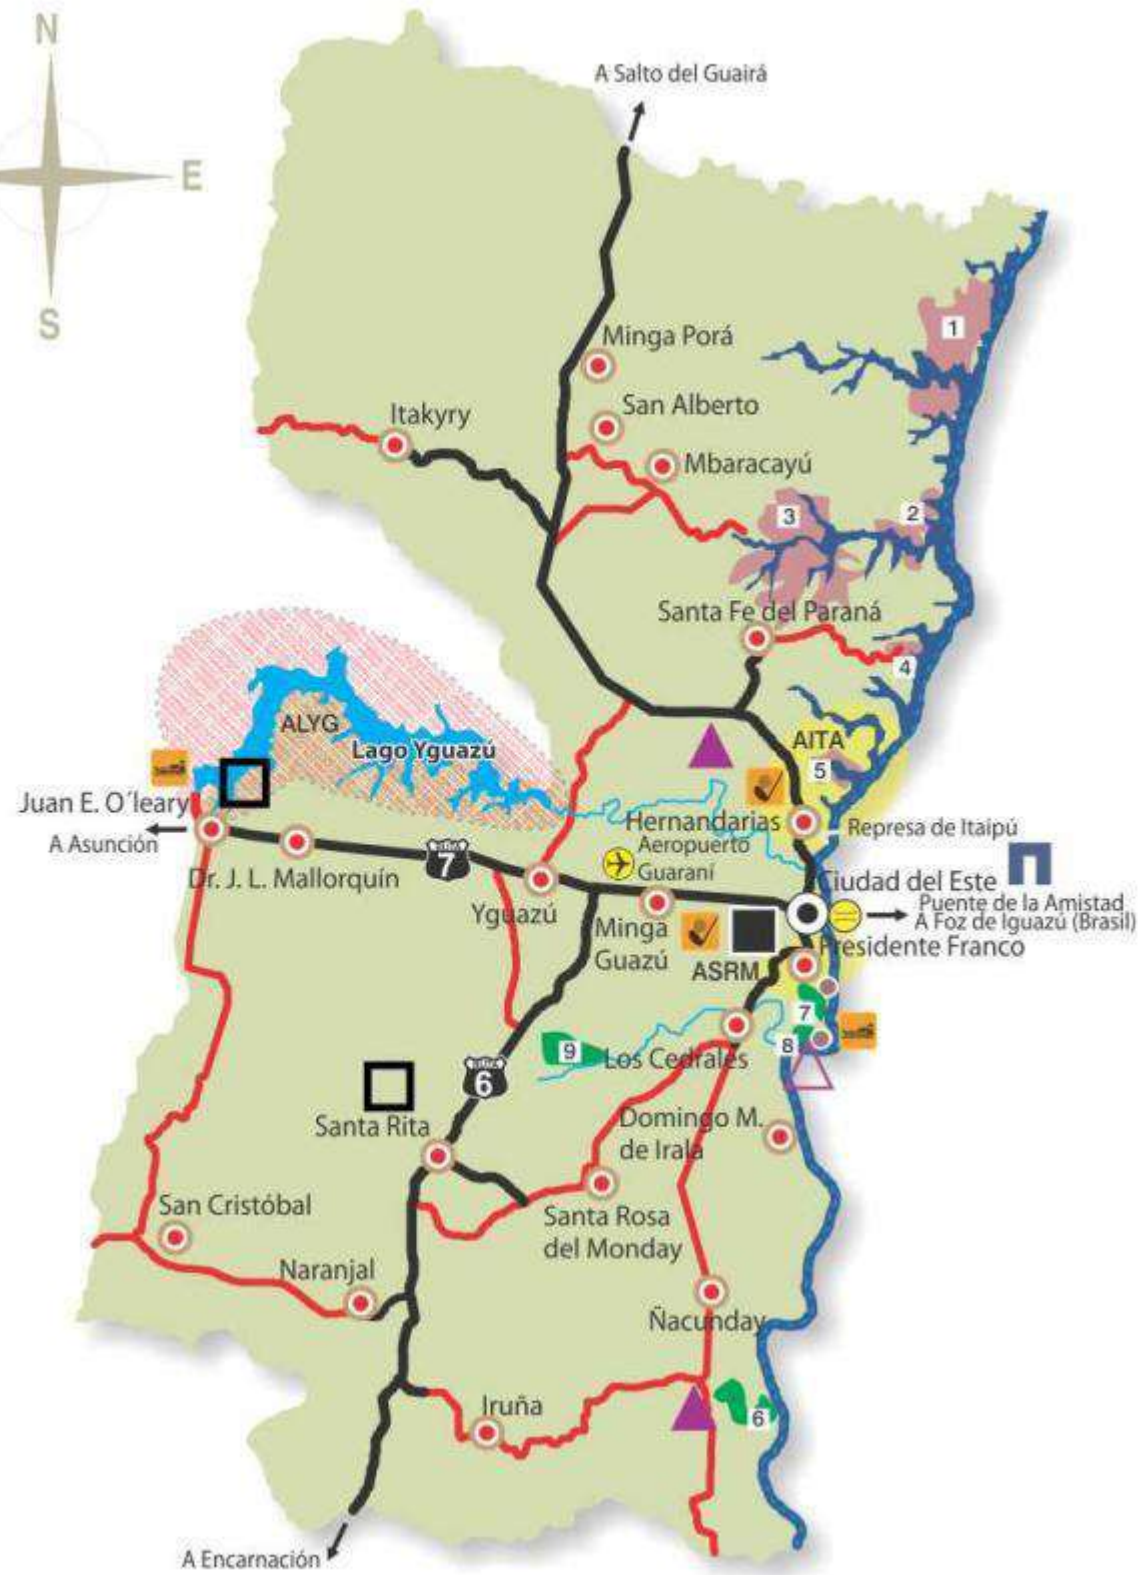 N
A Salto del Guairá
E
S
1
Minga Porá
Itakyry
San Alberto
Mbaracayú
3
2
Santa Fe del Paraná
4
ALYG
Lago Yguazú
AITA
5
Juan E. O´leary
A Asunción
Hernandarias
Represa de Itaipú
Aeropuerto
Guaraní
RUTA
7
Dr. J. L. Mallorquín
Ciudad del Este
Puente de la Amistad
A Foz de Iguazú (Brasil)
Yguazú
Minga
Guazú
ASRM
Presidente Franco
7
8
9
Los Cedrales
RUTA
6
Santa Rita
Domingo M.
de Irala
San Cristóbal
Santa Rosa
del Monday
Naranjal
Ñacunday
Iruña
6
A Encarnación